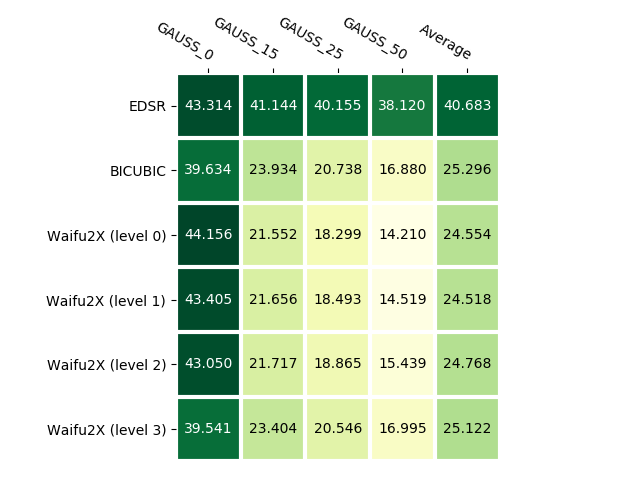 GAUSS_0 GAUSS_15 GAUSS_25 GAUSS_50 Average
EDSR 43.314 41.144 40.155 38.120 40.683
BICUBIC 39.634 23.934 20.738 16.880 25.296
Waifu2X (level 0) 44.156 21.552 18.299 14.210 24.554
Waifu2X (level 1) 43.405 21.656 18.493 14.519 24.518
Waifu2X (level 2) 43.050 21.717 18.865 15.439 24.768
Waifu2X (level 3) 39.541 23.404 20.546 16.995 25.122